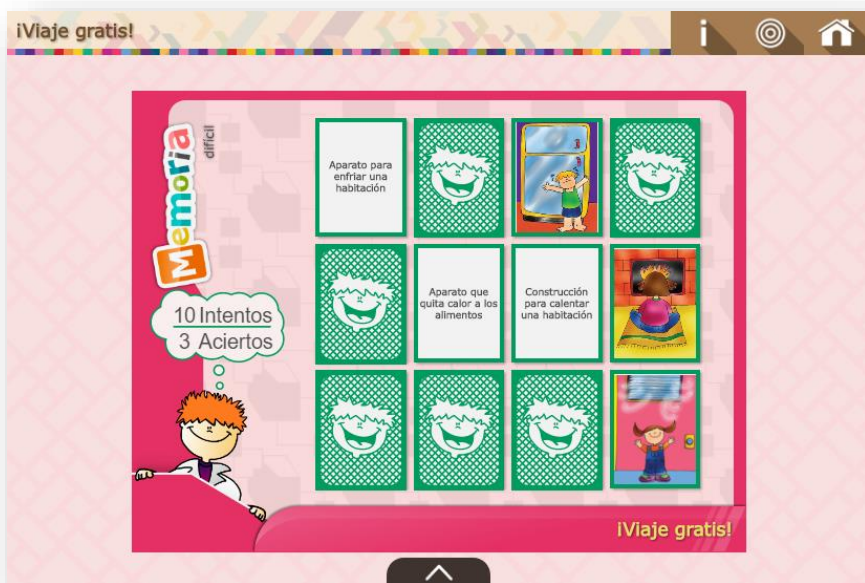 ¡Viaje gratis!
Memoria
difícil
Aparato para
enfriar una
habitación
Aparato que
quita calor a los
alimentos
Construcción
para calentar
una habitación
10 Intentos
3 Aciertos
¡Viaje gratis!